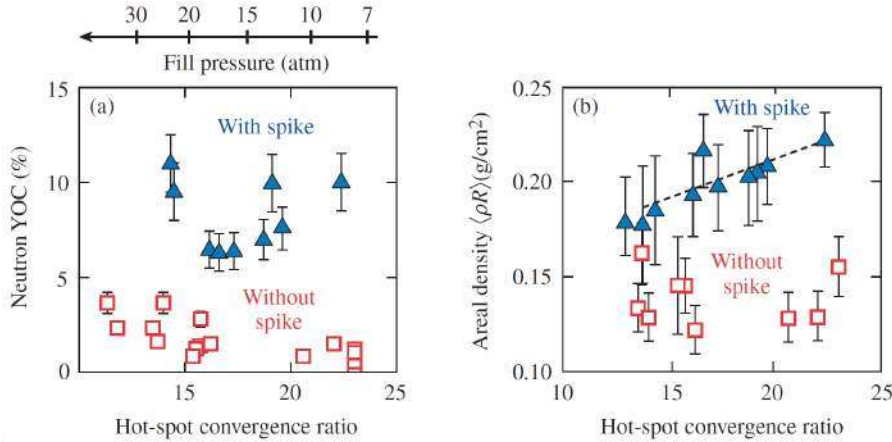 30 20 10 8 7
Fill pressure (atm)
15
10
5
0
Neutron YOC (%)
(a)
With spike
Without
spike
15 20 25
Hot-spot convergence ratio
0.25
0.20
0.15
0.10
Areal density ⟨ρR⟩(g/cm²)
(b)
With spike
Without
spike
10 15 20 25
Hot-spot convergence ratio